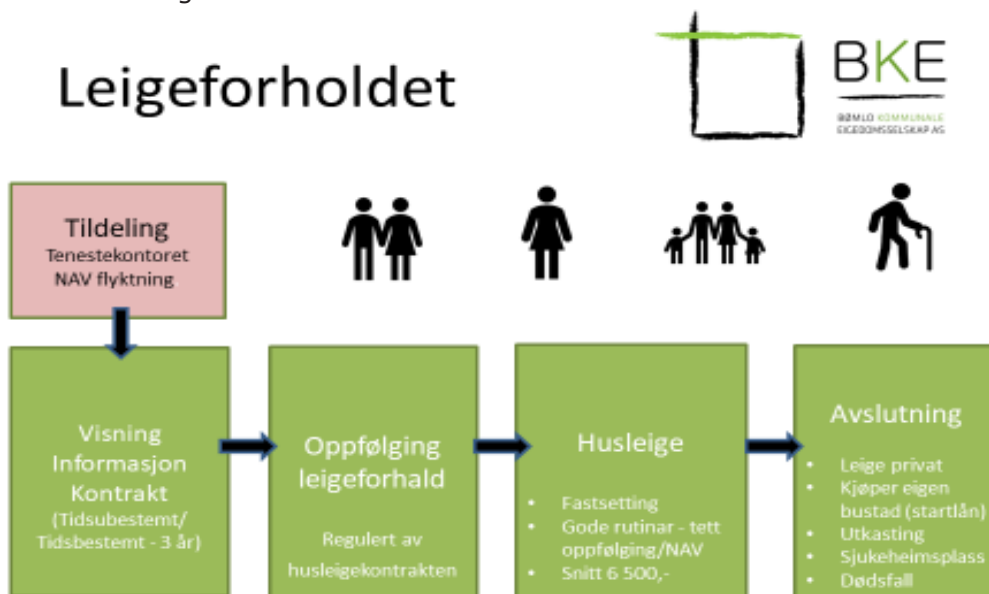 Leigeforholdet
BKE
BØMLO KOMMUNALE
EIGEDOMSSELSKAP AS
Tildeling
Tenestekontoret
NAV flyktning
Visning
Informasjon
Kontrakt
(Tidsubestemt/
Tidsbestemt - 3 år)
Oppfølging
leigeforhald
Regulert av
husleigekontrakten
Husleige
• Fastsetting
• Gode rutinar - tett
oppfølging/NAV
• Snitt 6 500,-
Avslutning
• Leige privat
• Kjøper eigen
bustad (startlån)
• Utkasting
• Sjukeheimsplass
• Dødsfall